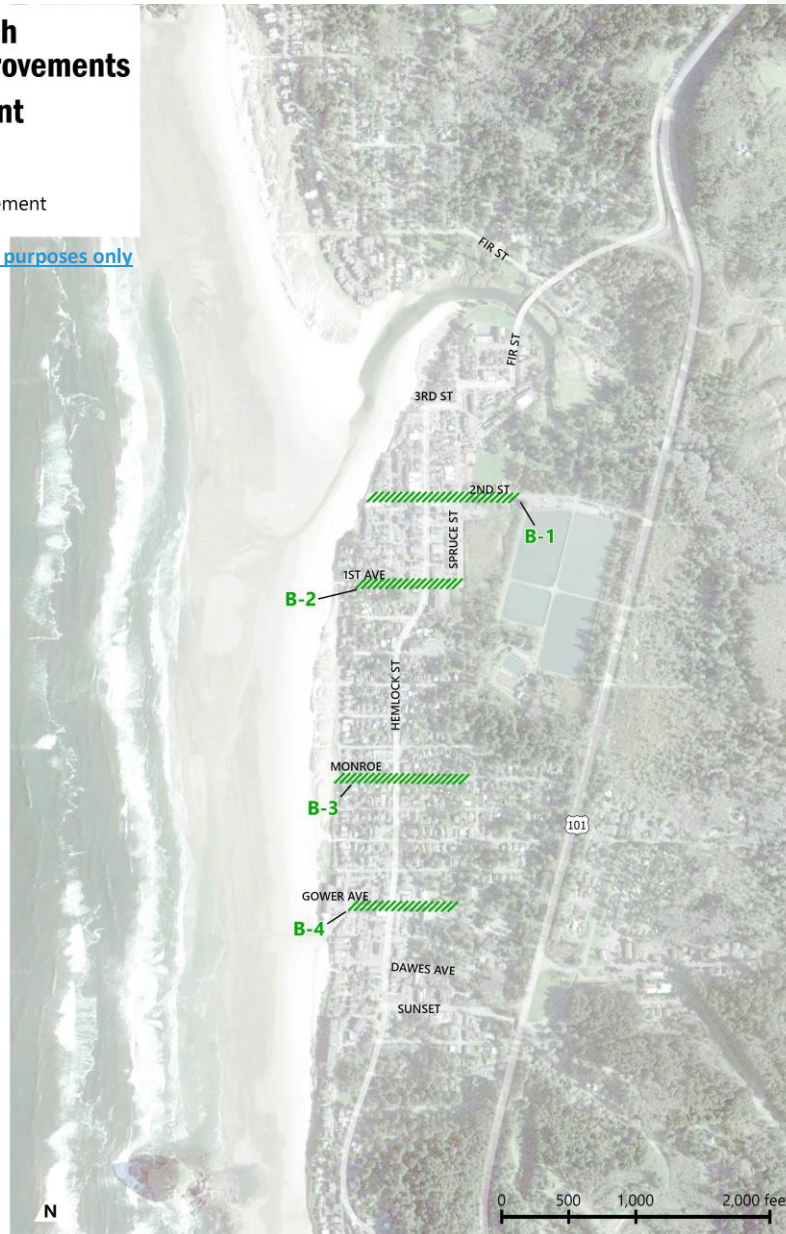 h
rovements
nt
ement
purposes only
FIR ST
FIR ST
3RD ST
2ND ST
B-1
SPRUCE ST
1ST AVE
B-2
HEMLOCK ST
MONROE
B-3
101
GOWER AVE
B-4
DAWES AVE
SUNSET
0 500 1,000 2,000 fee
N